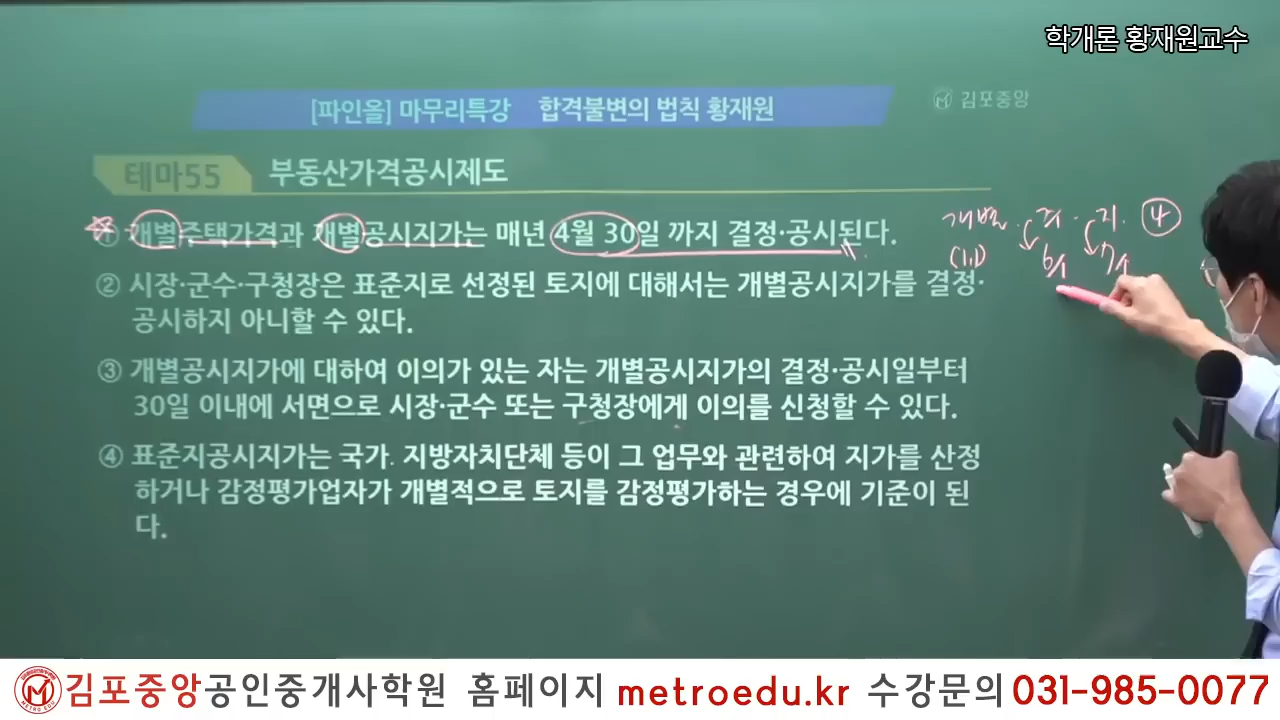 학개론 황재원교수
[파인올] 마무리특강 합격불변의 법칙 황재원
김포중앙
테마55 부동산가격공시제도
① 개별주택가격과 개별공시지가는 매년 4월 30일 까지 결정·공시된다.
② 시장·군수·구청장은 표준지로 선정된 토지에 대해서는 개별공시지가를 결정·
공시하지 아니할 수 있다.
③ 개별공시지가에 대하여 이의가 있는 자는 개별공시지가의 결정·공시일부터
30일 이내에 서면으로 시장·군수 또는 구청장에게 이의를 신청할 수 있다.
④ 표준지공시지가는 국가. 지방자치단체 등이 그 업무와 관련하여 지가를 산정
하거나 감정평가업자가 개별적으로 토지를 감정평가하는 경우에 기준이 된
다.
개별 지. 4
(1.1)
김포중앙공인중개사학원 홈페이지 metroedu.kr 수강문의 031-985-0077